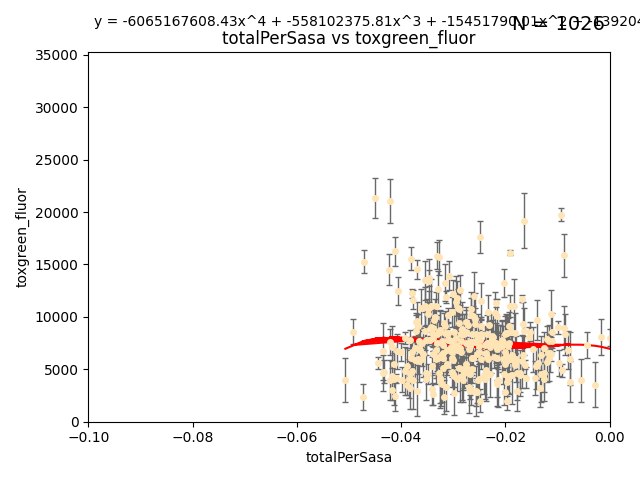 y = -6065167608.43x^4 + -558102375.81x^3 + -15451790.01x^2 +
N = 1026
totalPerSasa vs toxgreen_fluor
35000
30000
25000
20000
15000
10000
5000
0
toxgreen_fluor
−0.10 −0.08 −0.06 −0.04 −0.02 0.00
totalPerSasa